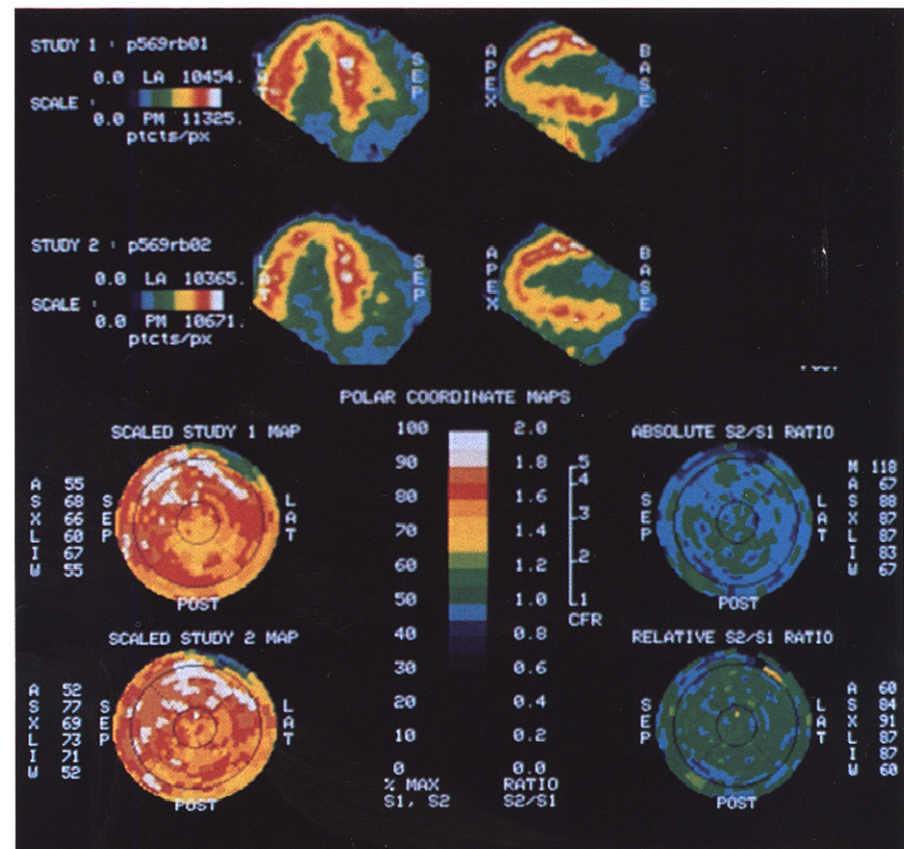 STUDY 1 : p569rb01
0.0 LA 10454.
SCALE :
0.0 PM 11325.
ptcts/px
LAT
SEP
APEX
BASE
STUDY 2 : p569rb02
0.0 LA 10365.
SCALE :
0.0 PM 10671.
ptcts/px
LAT
SEP
APEX
BASE
POLAR COORDINATE MAPS
SCALED STUDY 1 MAP
A 55
S 68
X 66
L 60
I 67
W 55
SEP
LAT
POST
SCALED STUDY 2 MAP
A 52
S 77
X 69
L 73
I 71
W 52
SEP
LAT
POST
100 2.0
90 1.8
80 1.6
70 1.4
60 1.2
50 1.0
40 0.8
30 0.6
20 0.4
10 0.2
0 0.0
% MAX RATIO
S1, S2 S2/S1
5
4
3
2
1
CFR
ABSOLUTE S2/S1 RATIO
SEP
LAT
POST
M 118
A 67
S 88
X 87
L 87
I 83
W 67
RELATIVE S2/S1 RATIO
SEP
LAT
POST
A 60
S 84
X 91
L 87
I 87
W 60